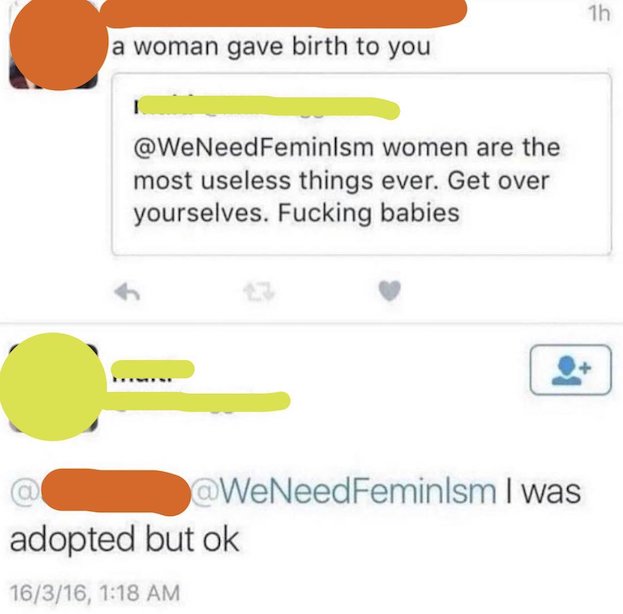 1h
a woman gave birth to you
@WeNeedFeminIsm women are the
most useless things ever. Get over
yourselves. Fucking babies
@ @WeNeedFeminIsm I was
adopted but ok
16/3/16, 1:18 AM